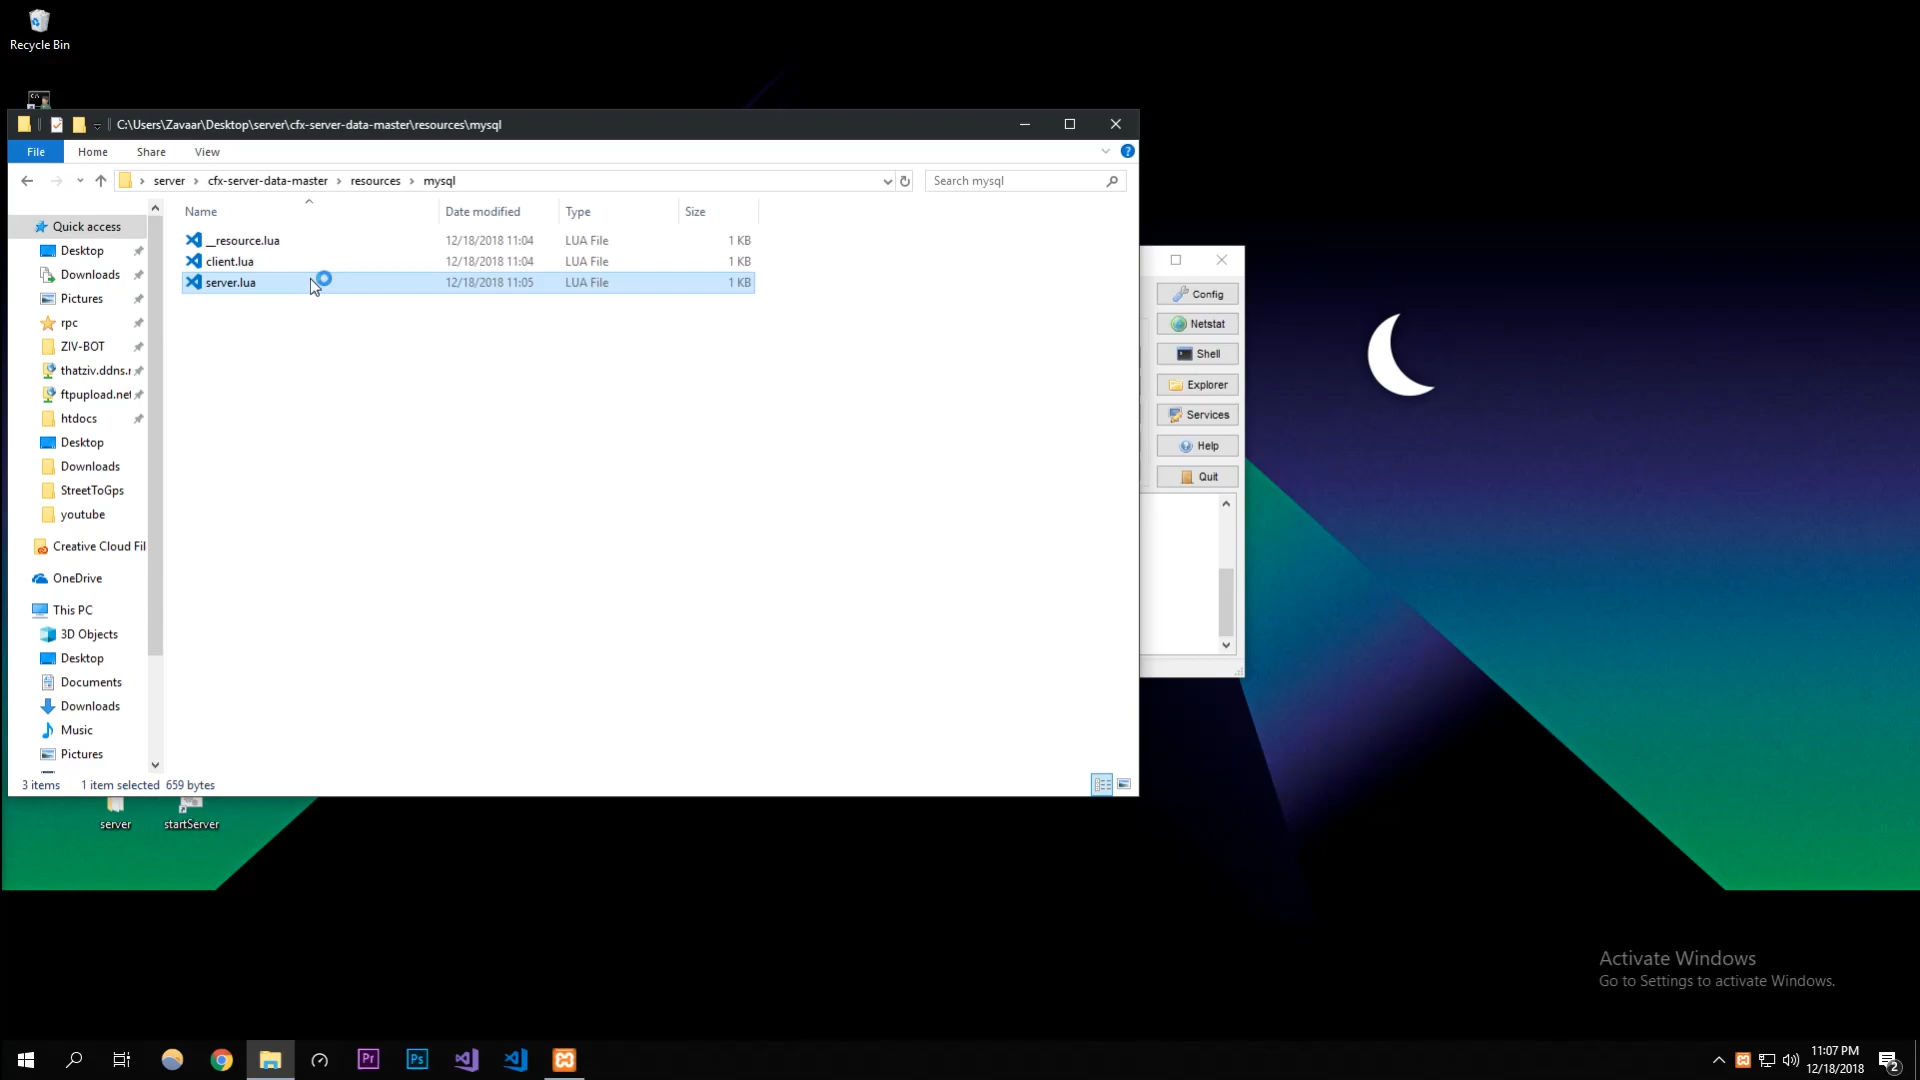 Recycle Bin
C:\Users\Zavaar\Desktop\server\cfx-server-data-master\resources\mysql
File Home Share View
server cfx-server-data-master resources mysql
Search mysql
Name Date modified Type Size
__resource.lua 12/18/2018 11:04 LUA File 1 KB
client.lua 12/18/2018 11:04 LUA File 1 KB
server.lua 12/18/2018 11:05 LUA File 1 KB
Quick access
Desktop
Downloads
Pictures
rpc
ZIV-BOT
thatziv.ddns.r
ftpupload.net
htdocs
Desktop
Downloads
StreetToGps
youtube
Creative Cloud Fil
OneDrive
This PC
3D Objects
Desktop
Documents
Downloads
Music
Pictures
3 items 1 item selected 659 bytes
Config
Netstat
Shell
Explorer
Services
Help
Quit
server startServer
Activate Windows
Go to Settings to activate Windows.
Pr Ps
11:07 PM
12/18/2018
2